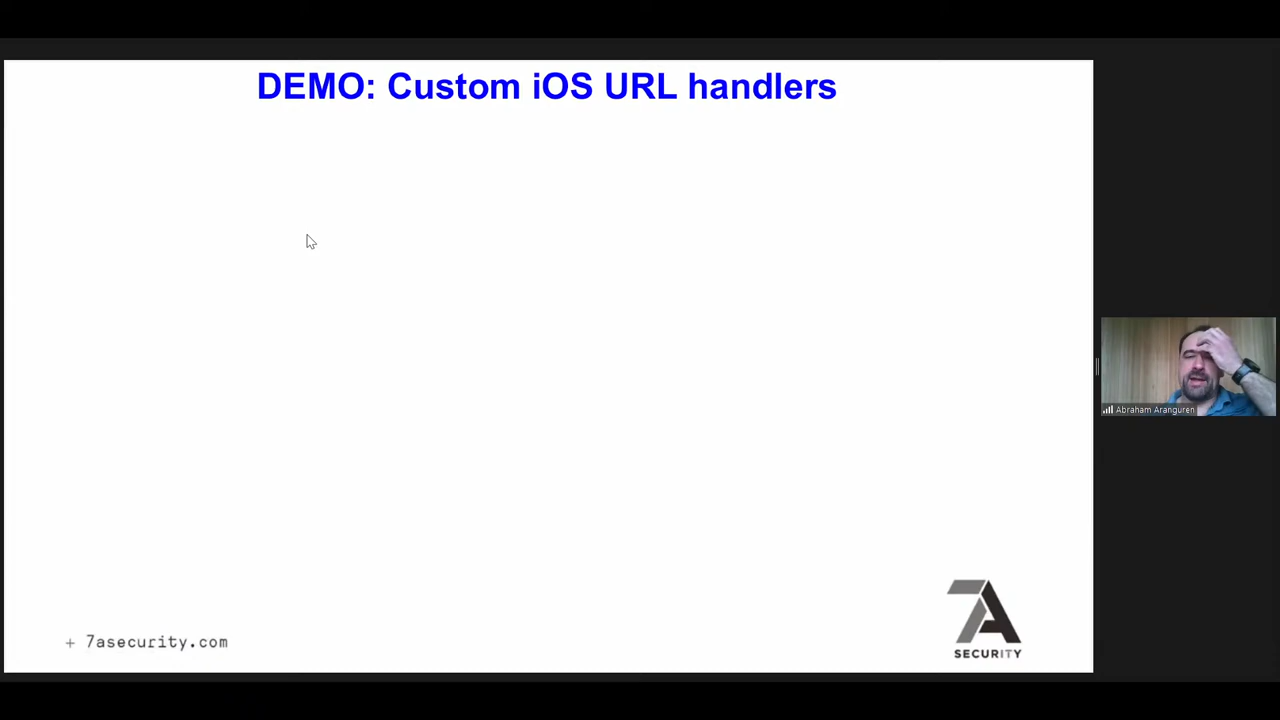 DEMO: Custom iOS URL handlers
Abraham Aranguren
+ 7asecurity.com
7A
SECURITY